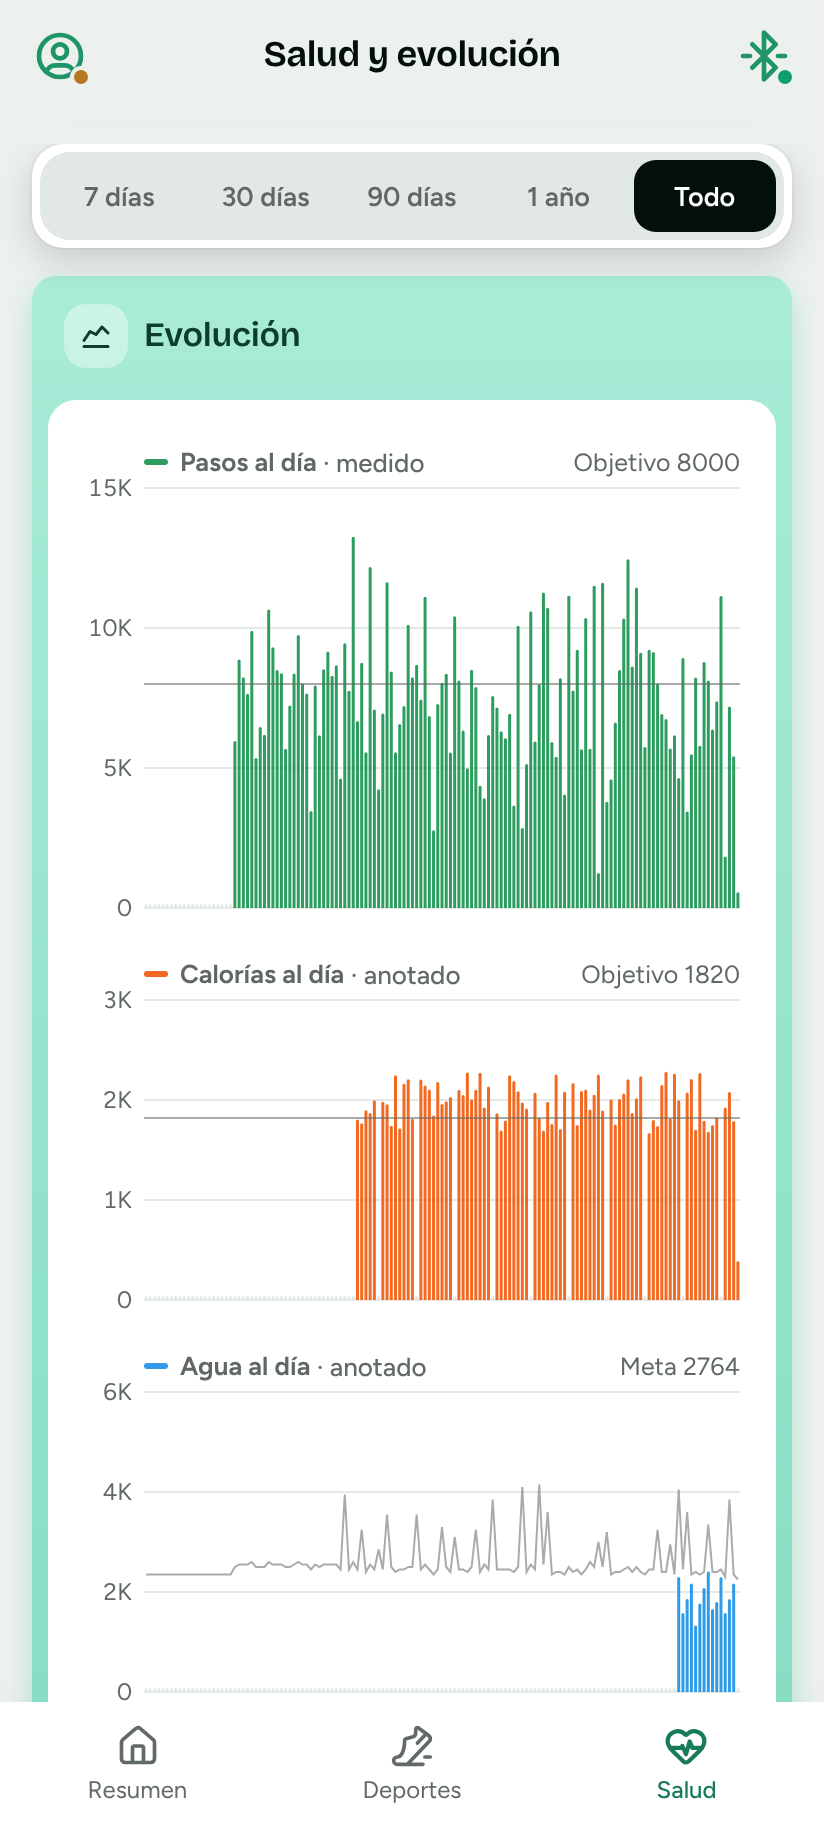 Salud y evolución
7 días 30 días 90 días 1 año Todo
Evolución
Pasos al día · medido Objetivo 8000
15K
10K
5K
0
Calorías al día · anotado Objetivo 1820
3K
2K
1K
0
Agua al día · anotado Meta 2764
6K
4K
2K
0
Resumen Deportes Salud